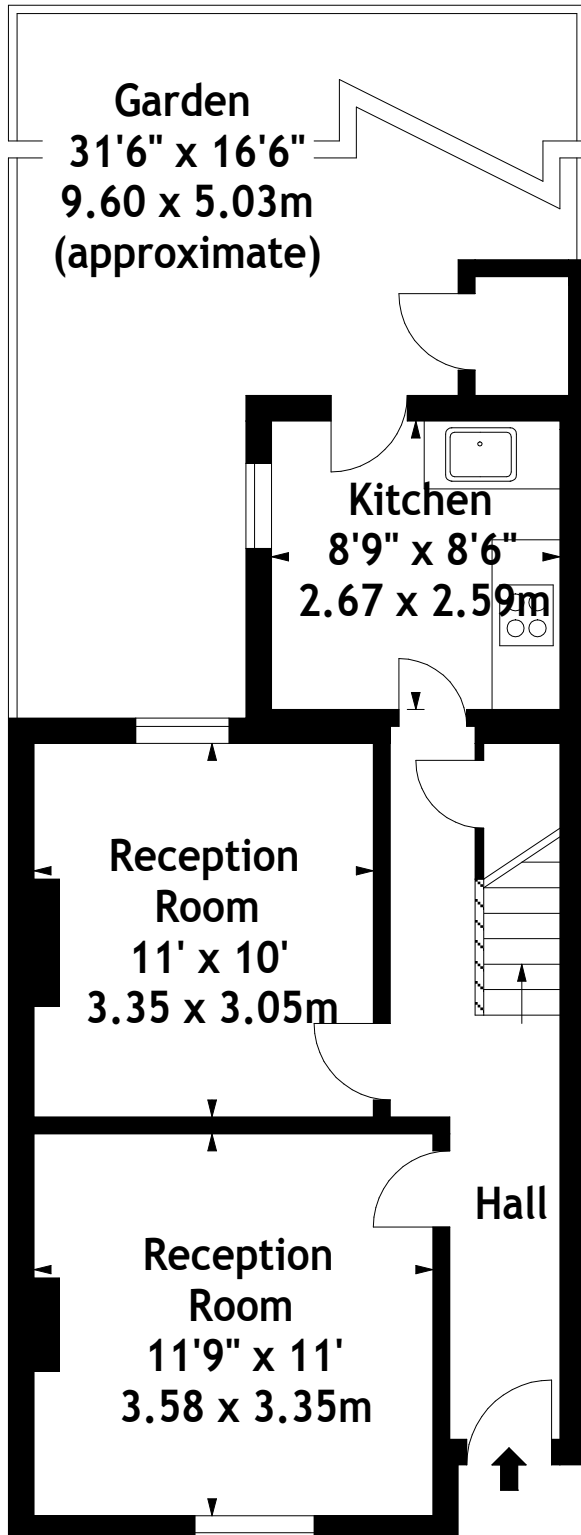 Garden
31'6" x 16'6"
9.60 x 5.03m
(approximate)
Kitchen
8'9" x 8'6"
2.67 x 2.59m
Reception
Room
11' x 10'
3.35 x 3.05m
Hall
Reception
Room
11'9" x 11'
3.58 x 3.35m